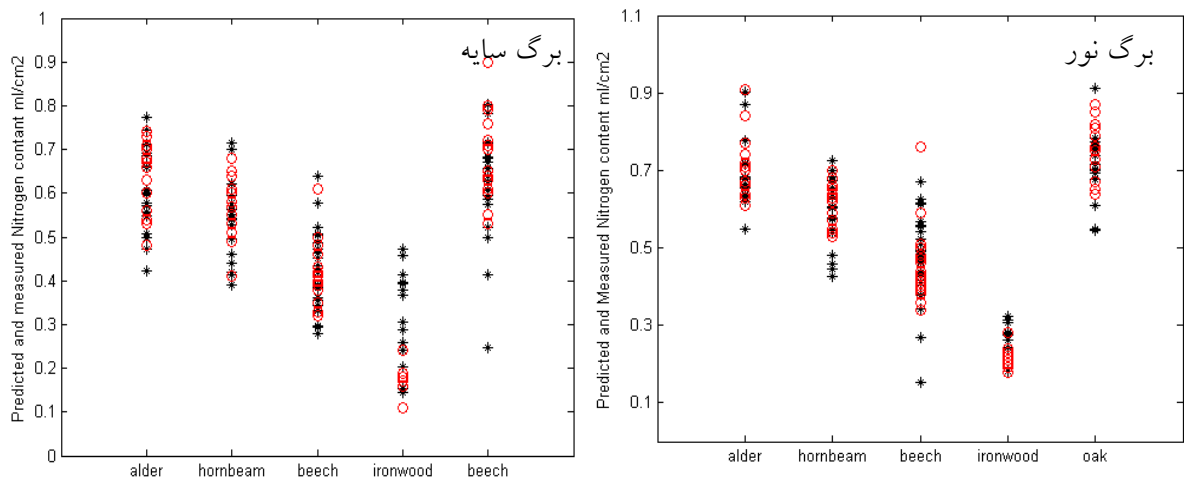 برگ سایه
Predicted and measured Nitrogen contant ml/cm2
1
0.9
0.8
0.7
0.6
0.5
0.4
0.3
0.2
0.1
0
alder hornbeam beech ironwood beech
برگ نور
Predicted and Measured Nitrogen content ml/cm2
1.1
0.9
0.7
0.5
0.3
0.1
alder hornbeam beech ironwood oak